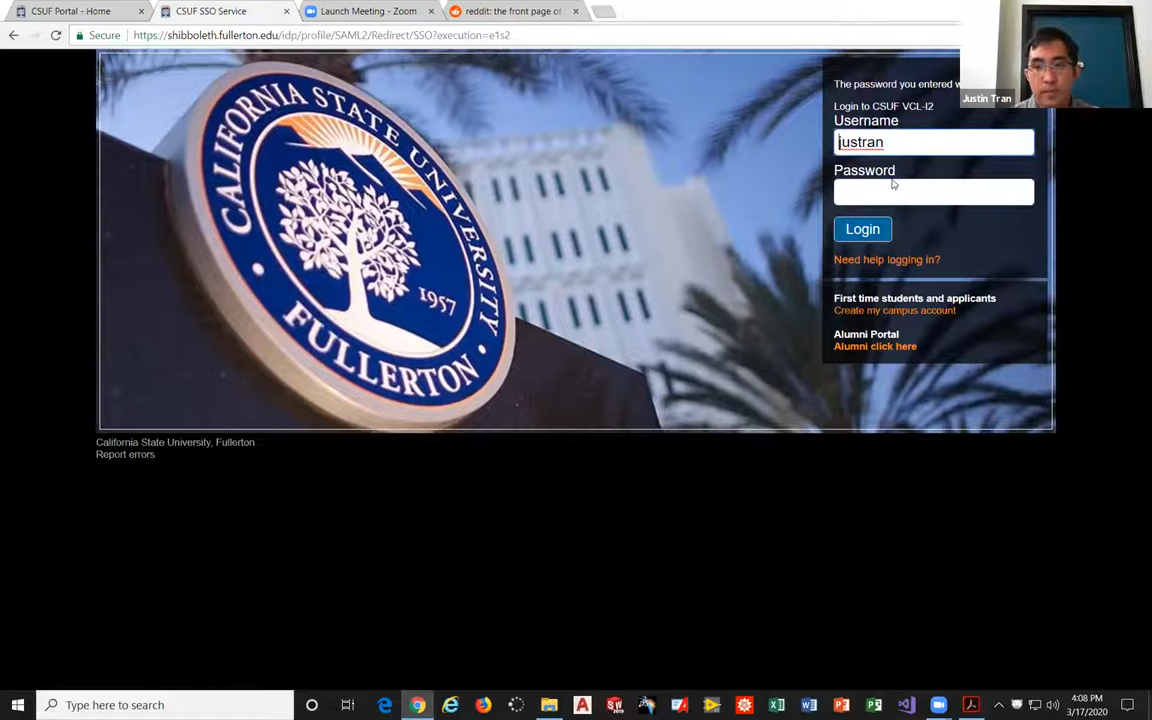 CSUF Portal - Home
CSUF SSO Service
Launch Meeting - Zoom
reddit: the front page of
Secure
https://shibboleth.fullerton.edu/idp/profile/SAML2/Redirect/SSO?execution=e1s2
CALIFORNIA STATE UNIVERSITY
FULLERTON
1957
The password you entered
Justin Tran
Login to CSUF VCL-I2
Username
justran
Password
Login
Need help logging in?
First time students and applicants
Create my campus account
Alumni Portal
Alumni click here
California State University, Fullerton
Report errors
Type here to search
4:08 PM
3/17/2020